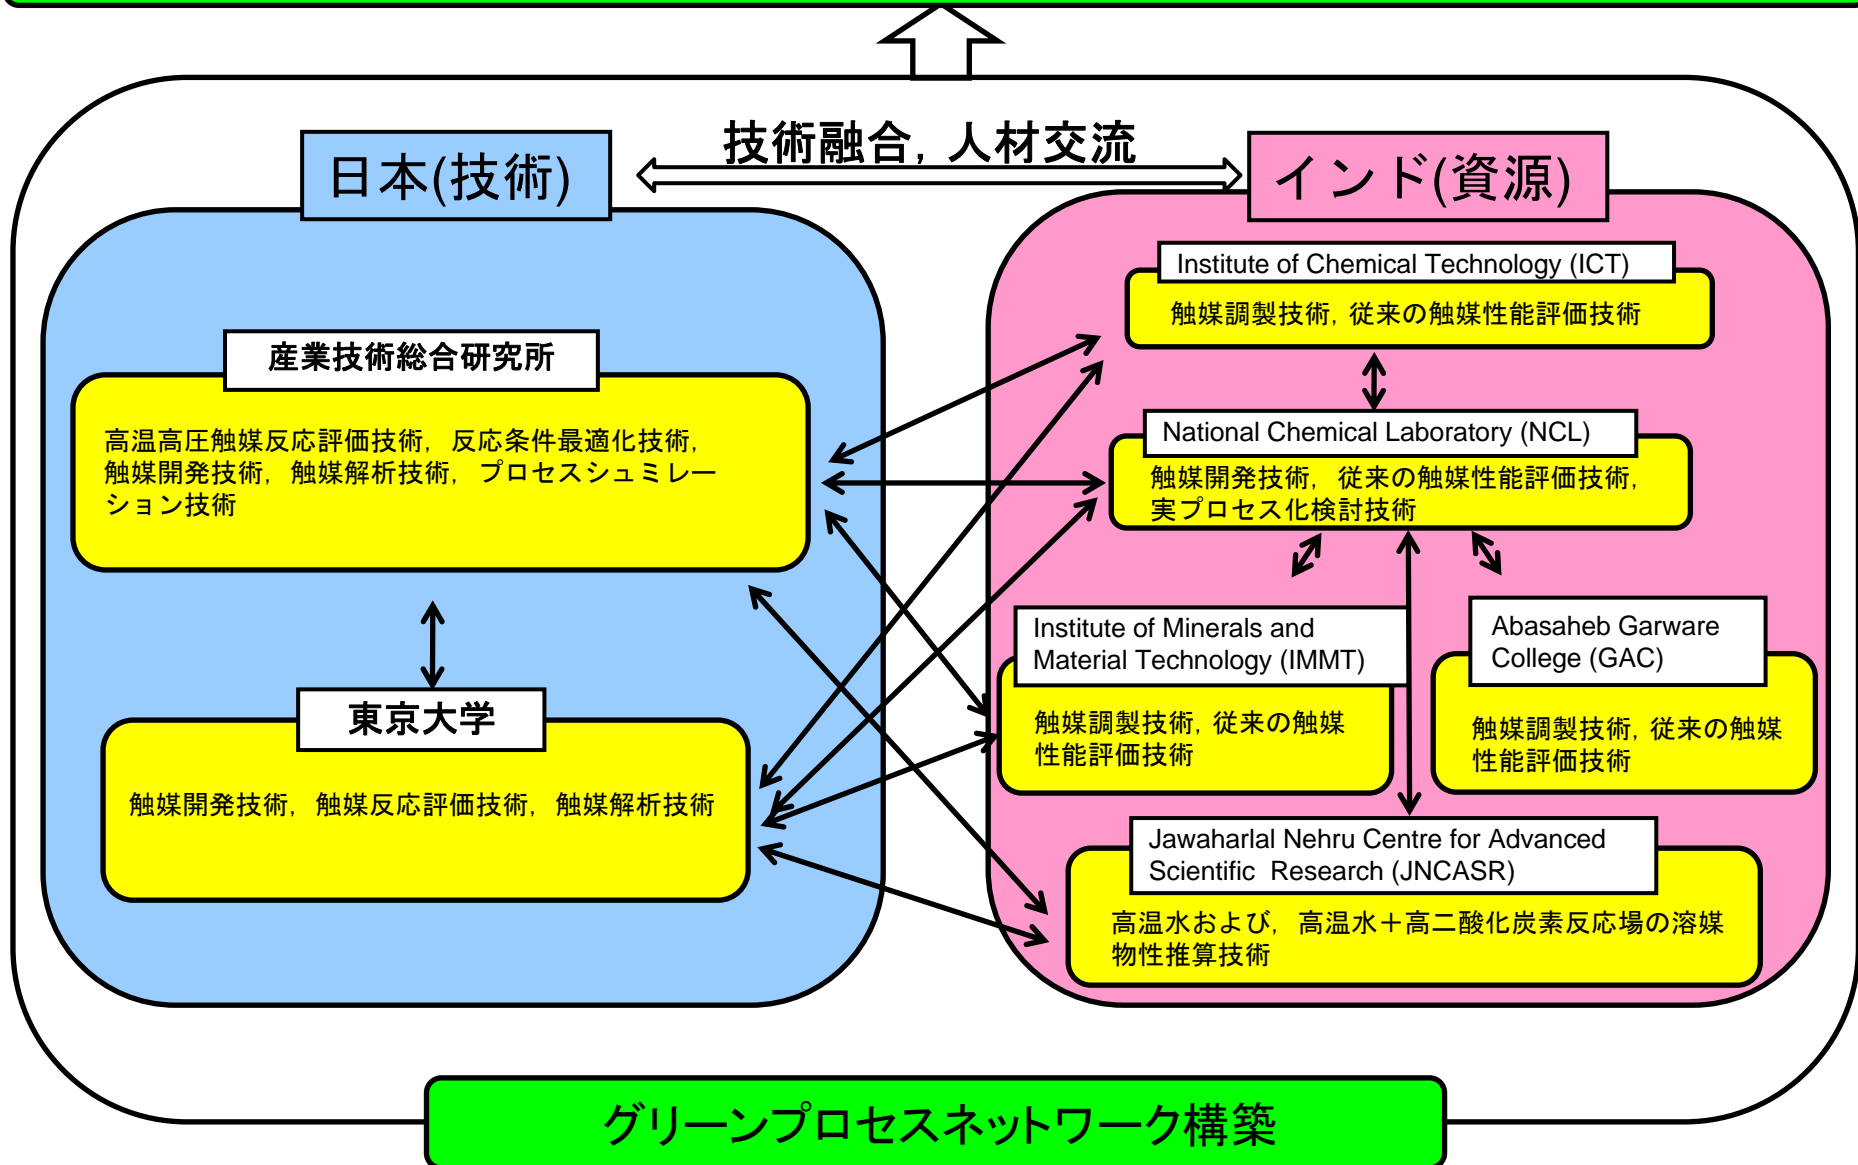 技術融合, 人材交流
日本(技術)
インド(資源)
産業技術総合研究所
高温高圧触媒反応評価技術, 反応条件最適化技術,
触媒開発技術, 触媒解析技術, プロセスシュミレー
ション技術
東京大学
触媒開発技術, 触媒反応評価技術, 触媒解析技術
Institute of Chemical Technology (ICT)
触媒調製技術, 従来の触媒性能評価技術
National Chemical Laboratory (NCL)
触媒開発技術, 従来の触媒性能評価技術,
実プロセス化検討技術
Institute of Minerals and
Material Technology (IMMT)
触媒調製技術, 従来の触媒
性能評価技術
Abasaheb Garware
College (GAC)
触媒調製技術, 従来の触媒
性能評価技術
Jawaharlal Nehru Centre for Advanced
Scientific Research (JNCASR)
高温水および, 高温水＋高二酸化炭素反応場の溶媒
物性推算技術
グリーンプロセスネットワーク構築